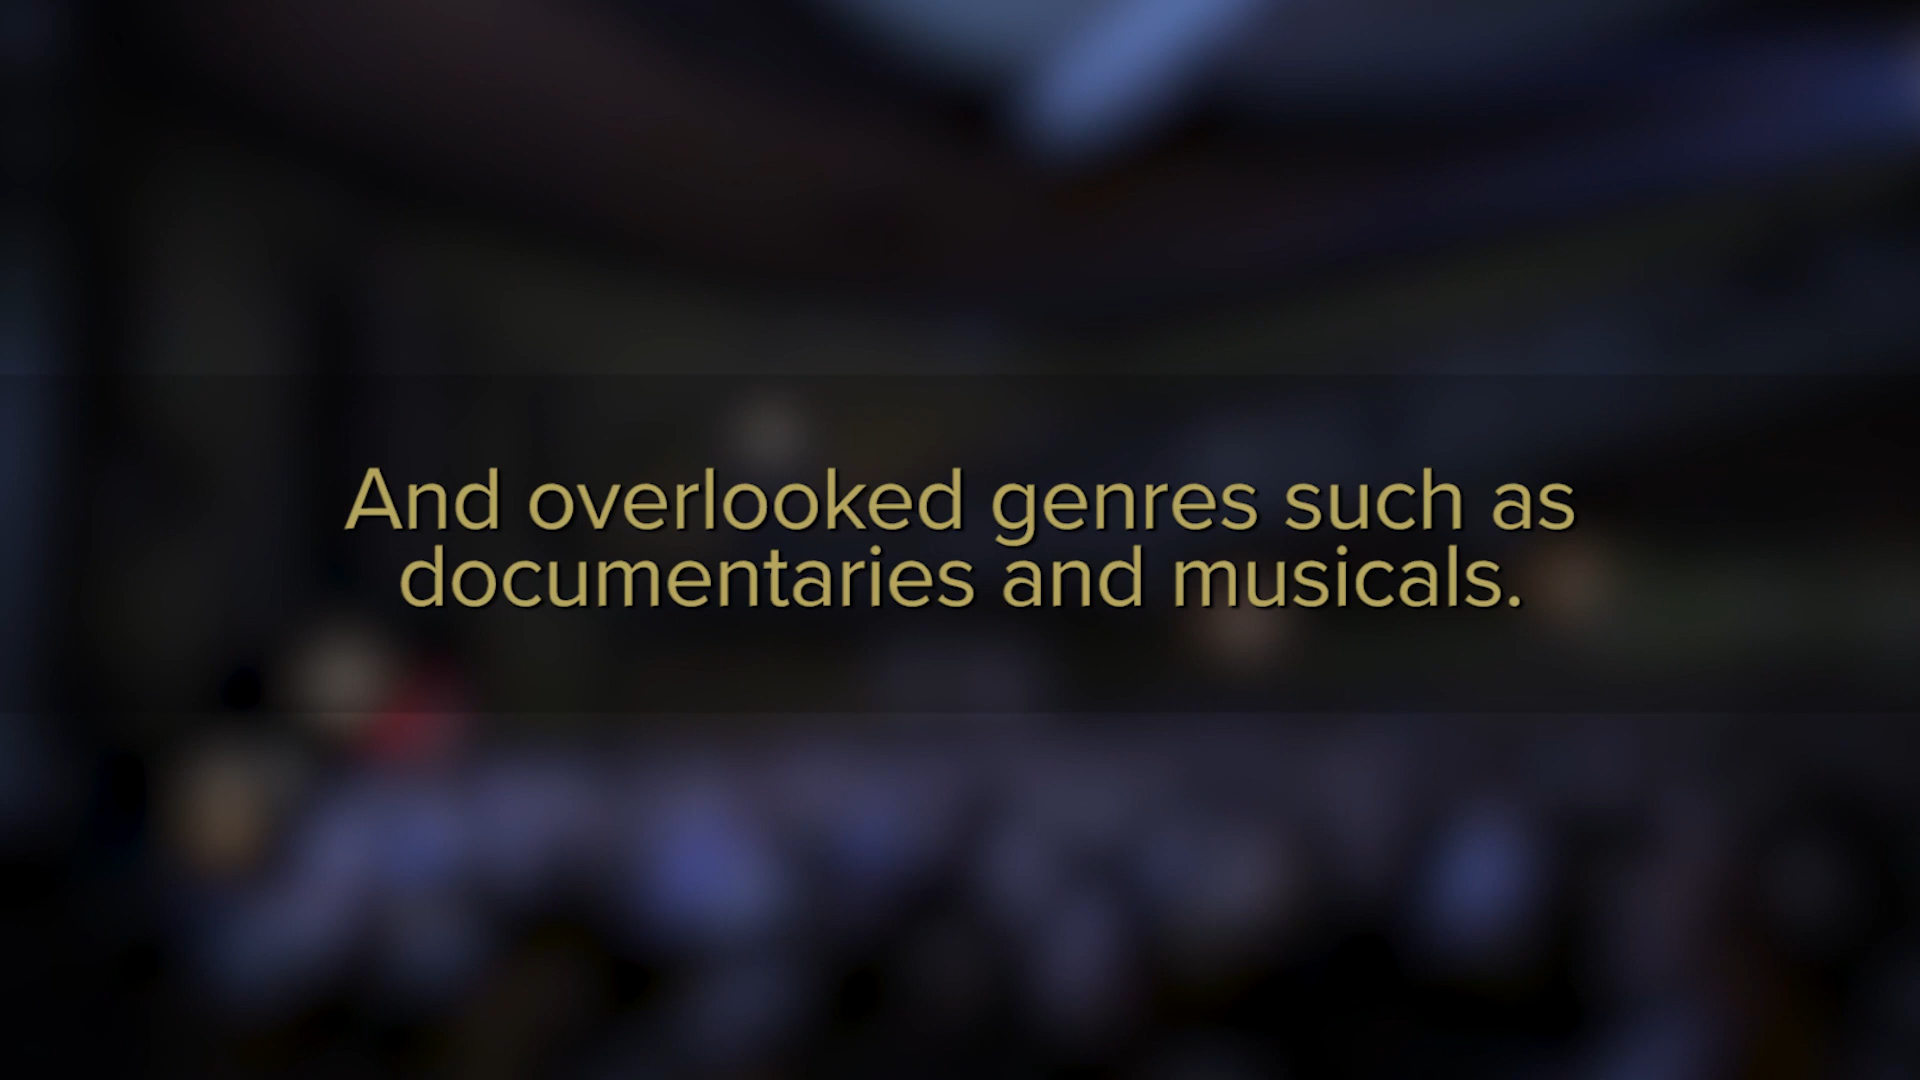 And overlooked genres such as
documentaries and musicals.